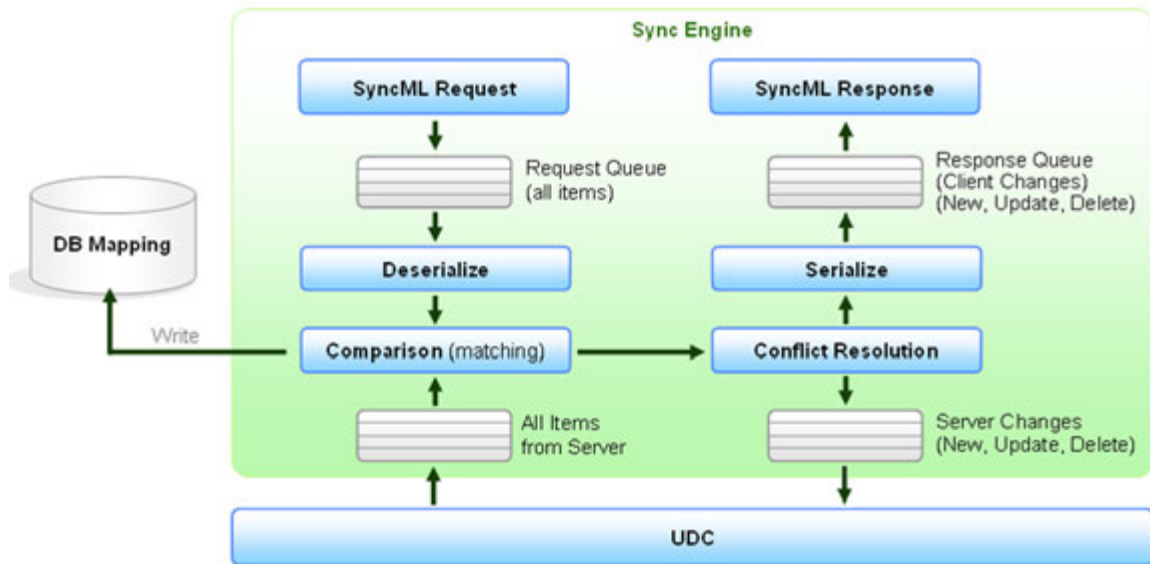 Sync Engine
SyncML Request
SyncML Response
Request Queue
(all items)
Response Queue
(Client Changes)
(New, Update, Delete)
DB Mapping
Deserialize
Serialize
Write
Comparison (matching)
Conflict Resolution
All Items
from Server
Server Changes
(New, Update, Delete)
UDC